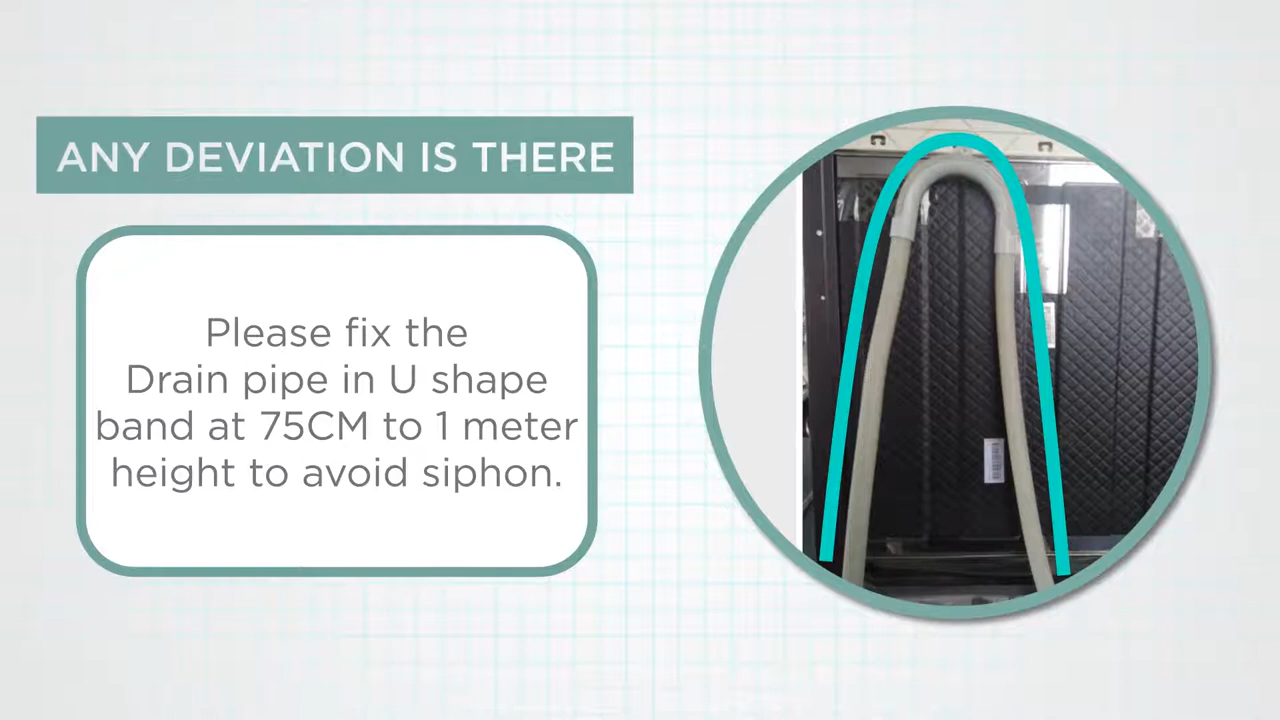 ANY DEVIATION IS THERE
Please fix the
Drain pipe in U shape
band at 75CM to 1 meter
height to avoid siphon.